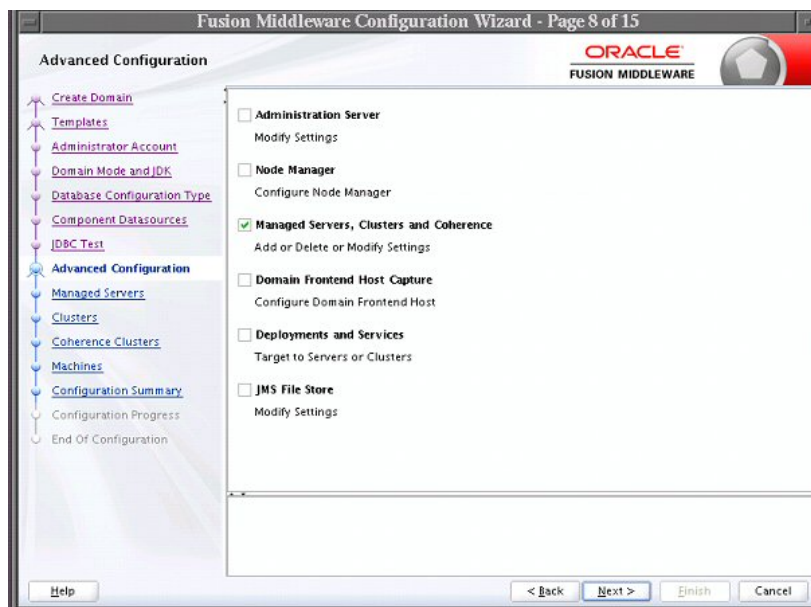 Fusion Middleware Configuration Wizard - Page 8 of 15
Advanced Configuration
ORACLE
FUSION MIDDLEWARE
Create Domain
Templates
Administrator Account
Domain Mode and JDK
Database Configuration Type
Component Datasources
JDBC Test
Advanced Configuration
Managed Servers
Clusters
Coherence Clusters
Machines
Configuration Summary
Configuration Progress
End Of Configuration
Administration Server
Modify Settings
Node Manager
Configure Node Manager
Managed Servers, Clusters and Coherence
Add or Delete or Modify Settings
Domain Frontend Host Capture
Configure Domain Frontend Host
Deployments and Services
Target to Servers or Clusters
JMS File Store
Modify Settings
Help
< Back
Next >
Finish
Cancel